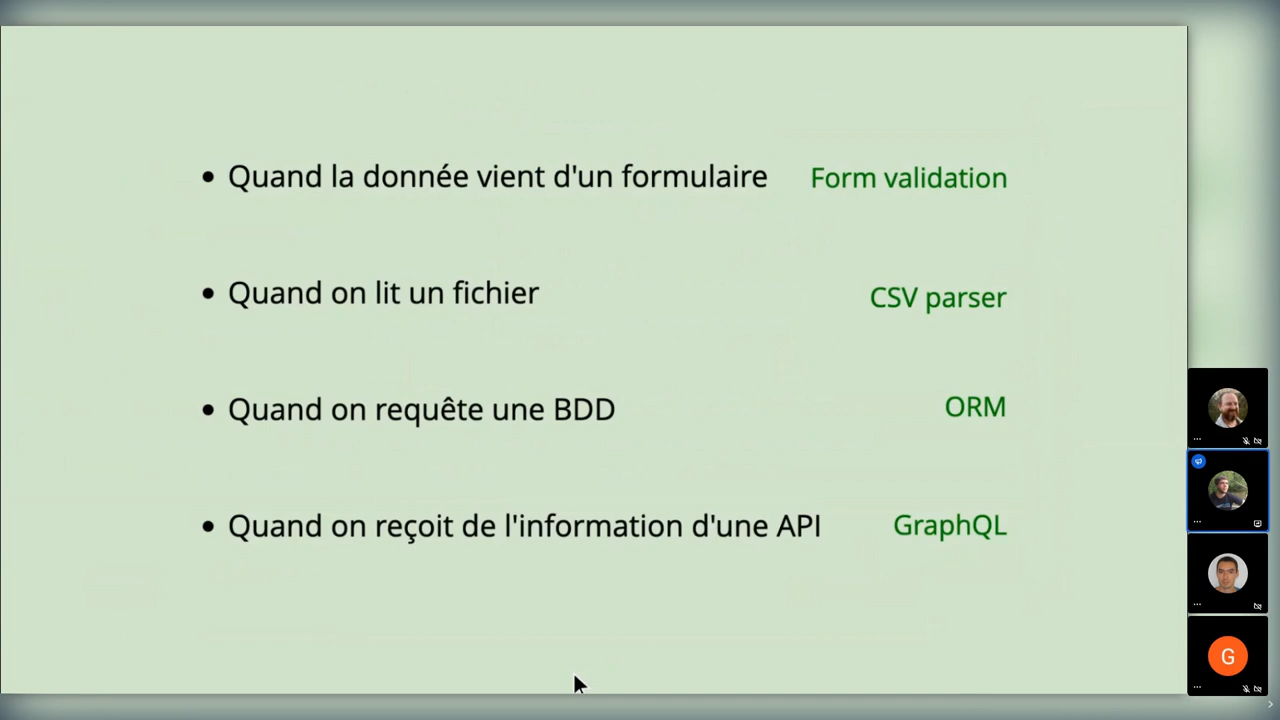 Quand la donnée vient d'un formulaire Form validation
Quand on lit un fichier CSV parser
Quand on requête une BDD ORM
Quand on reçoit de l'information d'une API GraphQL
G